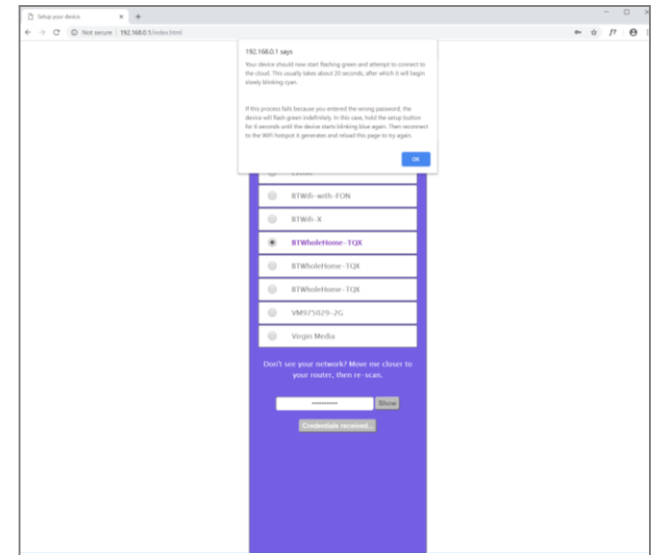 Setup your device
Not secure | 192.168.0.1/index.html
192.168.0.1 says
Your device should now start flashing green and attempt to connect to
the cloud. This usually takes about 20 seconds, after which it will begin
slowly blinking cyan.
If this process fails because you entered the wrong password, the
device will flash green indefinitely. In this case, hold the setup button
for 6 seconds until the device starts blinking blue again. Then reconnect
to the WiFi hotspot it generates and reload this page to try again.
OK
BTWifi-with-FON
BTWifi-X
BTWholeHome-TQX
BTWholeHome-TQX
BTWholeHome-TQX
VM975029-2G
Virgin Media
Don't see your network? Move me closer to
your router, then re-scan.
Show
Credentials received...